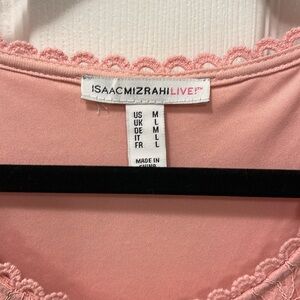 ISAACMIZRAHILIVE!™
US M
UK L
DE M
IT L
FR L
MADE IN
CHINA